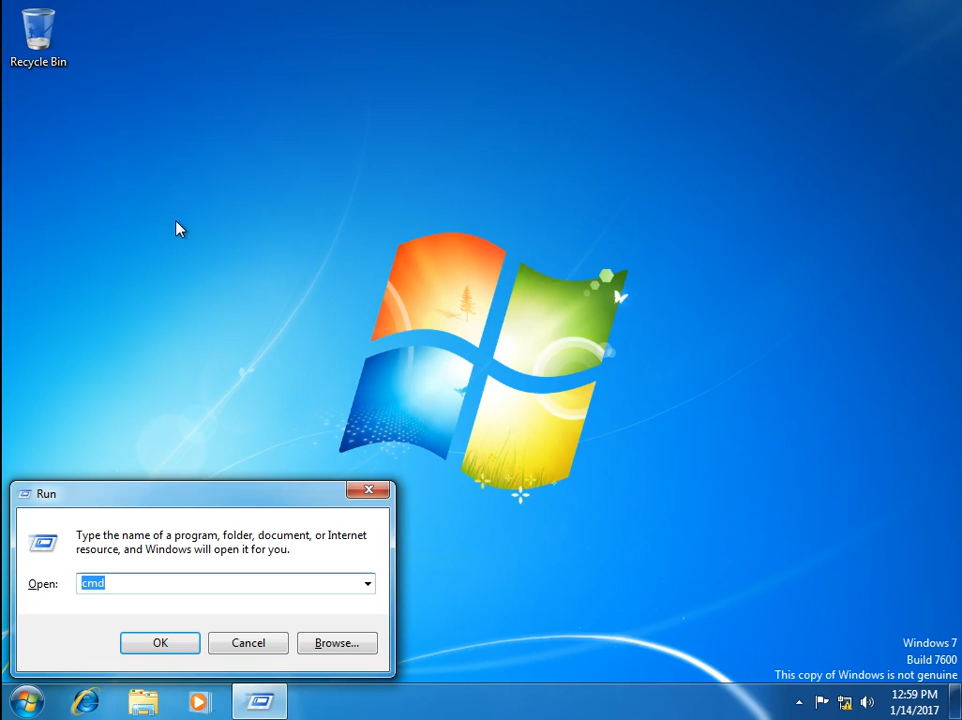 Recycle Bin
Run
Type the name of a program, folder, document, or Internet
resource, and Windows will open it for you.
Open:
cmd
OK
Cancel
Browse...
Windows 7
Build 7600
This copy of Windows is not genuine
12:59 PM
1/14/2017